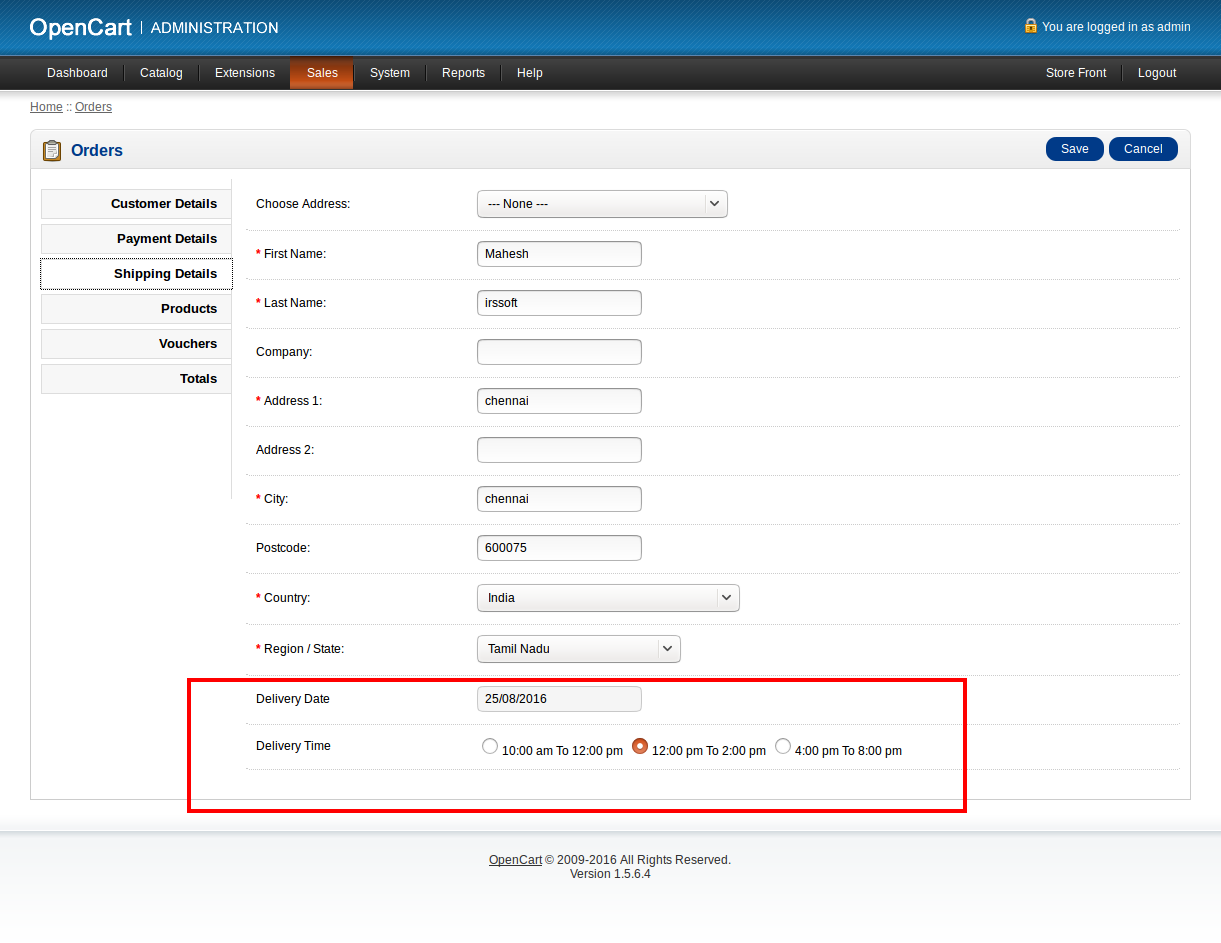 OpenCart | ADMINISTRATION
You are logged in as admin
Dashboard Catalog Extensions Sales System Reports Help Store Front Logout
Home :: Orders
Orders Save Cancel
Customer Details
Payment Details
Shipping Details
Products
Vouchers
Totals
Choose Address: --- None ---
* First Name: Mahesh
* Last Name: irssoft
Company:
* Address 1: chennai
Address 2:
* City: chennai
Postcode: 600075
* Country: India
* Region / State: Tamil Nadu
Delivery Date 25/08/2016
Delivery Time 10:00 am To 12:00 pm 12:00 pm To 2:00 pm 4:00 pm To 8:00 pm
OpenCart © 2009-2016 All Rights Reserved.
Version 1.5.6.4